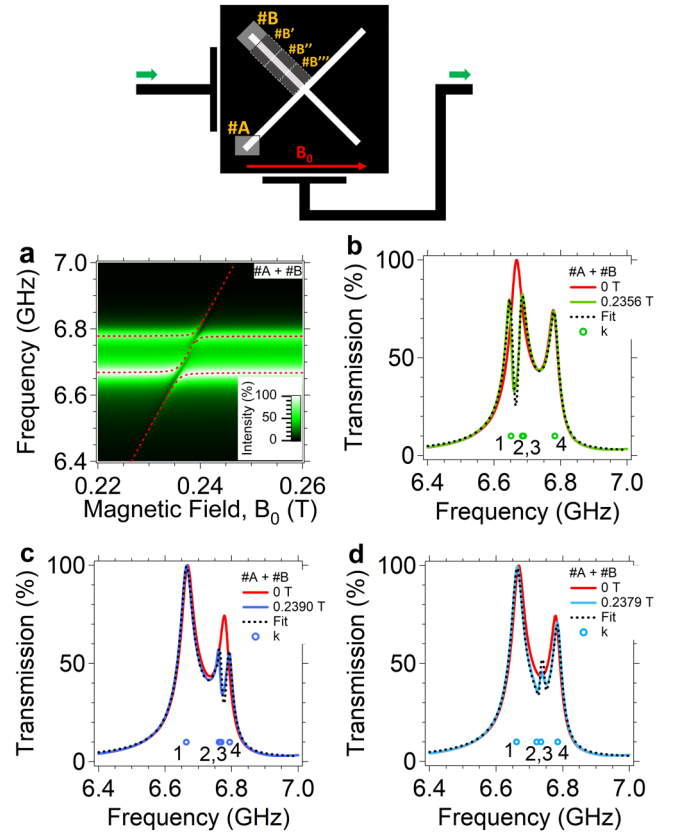 #B
#B'
#B''
#B'''
#A
B0
a
b
7.0
6.8
6.6
6.4
Frequency (GHz)
#A + #B
Intensity (%)
100
50
0
0.22
0.24
0.26
Magnetic Field, B0 (T)
100
50
0
Transmission (%)
#A + #B
0 T
0.2356 T
Fit
k
1
2,3
4
6.4
6.6
6.8
7.0
Frequency (GHz)
c
d
100
50
0
Transmission (%)
#A + #B
0 T
0.2390 T
Fit
k
1
2,3
4
6.4
6.6
6.8
7.0
Frequency (GHz)
100
50
0
Transmission (%)
#A + #B
0 T
0.2379 T
Fit
k
1
2,3
4
6.4
6.6
6.8
7.0
Frequency (GHz)